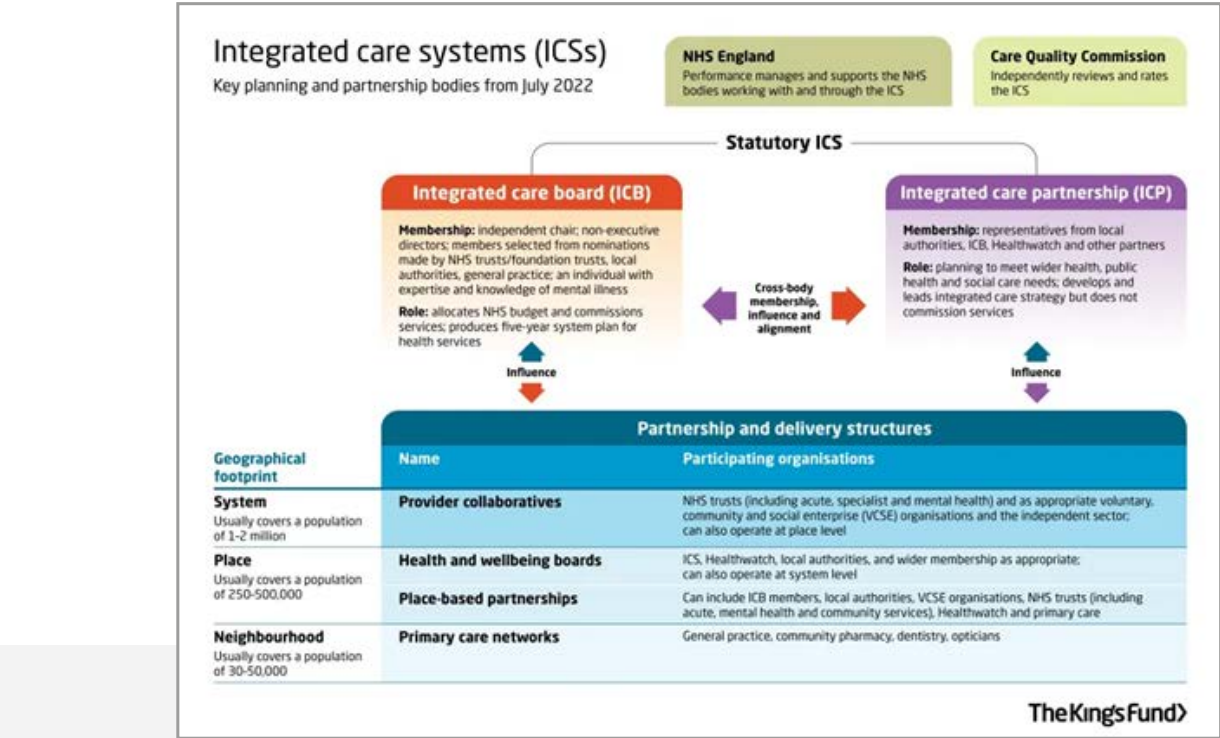 Integrated care systems (ICSs)
Key planning and partnership bodies from July 2022
NHS England
Performance manages and supports the NHS
bodies working with and through the ICS
Care Quality Commission
Independently reviews and rates
the ICS
Statutory ICS
Integrated care board (ICB)
Membership: independent chair; non-executive
directors; members selected from nominations
made by NHS trusts/foundation trusts, local
authorities, general practice; an individual with
expertise and knowledge of mental illness
Role: allocates NHS budget and commissions
services; produces five-year system plan for
health services
Cross-body
membership,
influence and
alignment
Integrated care partnership (ICP)
Membership: representatives from local
authorities, ICB, Healthwatch and other partners
Role: planning to meet wider health, public
health and social care needs; develops and
leads integrated care strategy but does not
commission services
Influence
Influence
Partnership and delivery structures
Geographical
footprint
Name
Participating organisations
System
Usually covers a population
of 1-2 million
Provider collaboratives
NHS trusts (including acute, specialist and mental health) and as appropriate voluntary,
community and social enterprise (VCSE) organisations and the independent sector;
can also operate at place level
Place
Usually covers a population
of 250-500,000
Health and wellbeing boards
ICS, Healthwatch, local authorities, and wider membership as appropriate;
can also operate at system level
Place-based partnerships
Can include ICB members, local authorities, VCSE organisations, NHS trusts (including
acute, mental health and community services), Healthwatch and primary care
Neighbourhood
Usually covers a population
of 30-50,000
Primary care networks
General practice, community pharmacy, dentistry, opticians
TheKing'sFund>